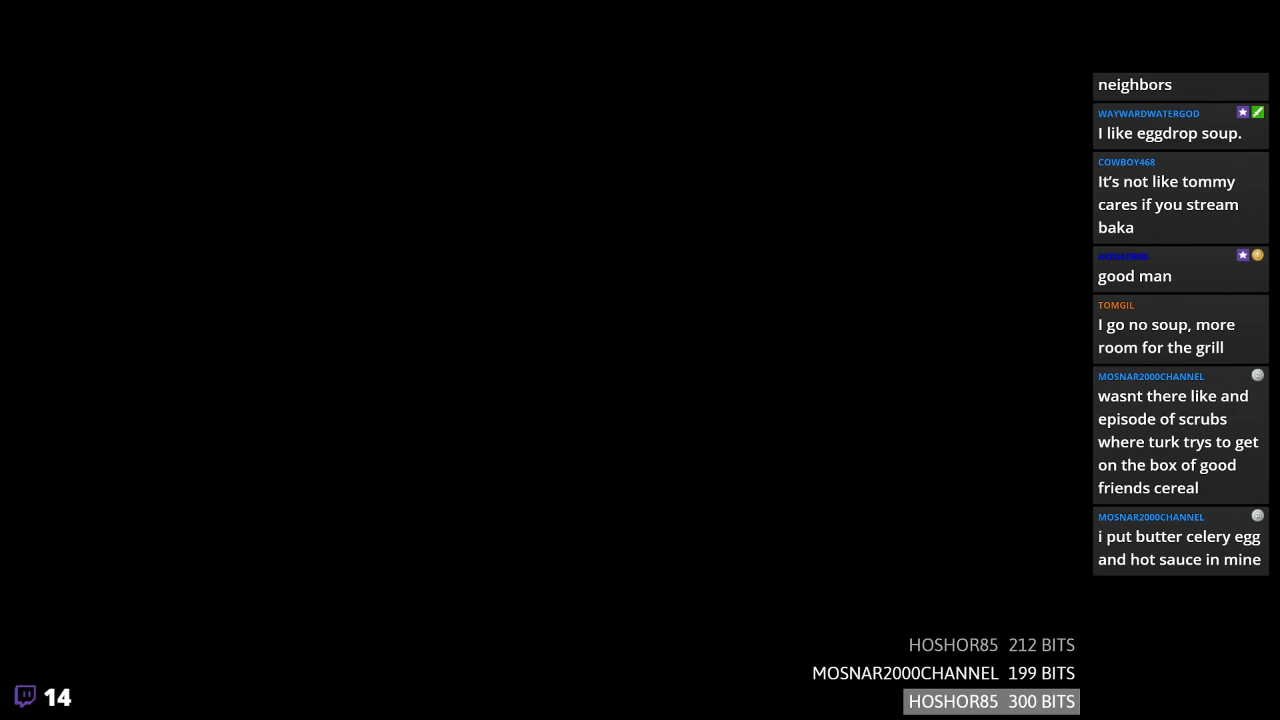 neighbors
WAYWARDWATERGOD
I like eggdrop soup.
COWBOY468
It's not like tommy
cares if you stream
baka
HOSHOR85
good man
TOMGIL
I go no soup, more
room for the grill
MOSNAR2000CHANNEL
wasnt there like and
episode of scrubs
where turk trys to get
on the box of good
friends cereal
MOSNAR2000CHANNEL
i put butter celery egg
and hot sauce in mine
HOSHOR85 212 BITS
MOSNAR2000CHANNEL 199 BITS
HOSHOR85 300 BITS
14